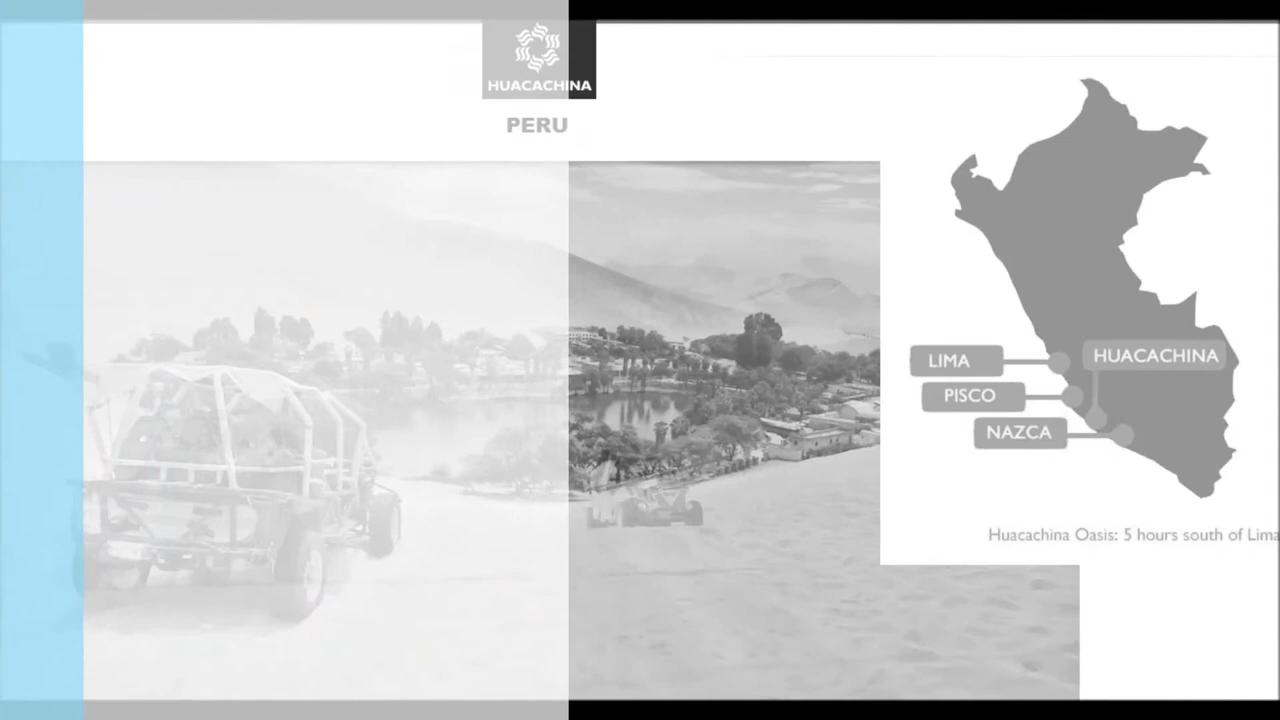 HUACACHINA
PERU
LIMA
HUACACHINA
PISCO
NAZCA
Huacachina Oasis: 5 hours south of Lima